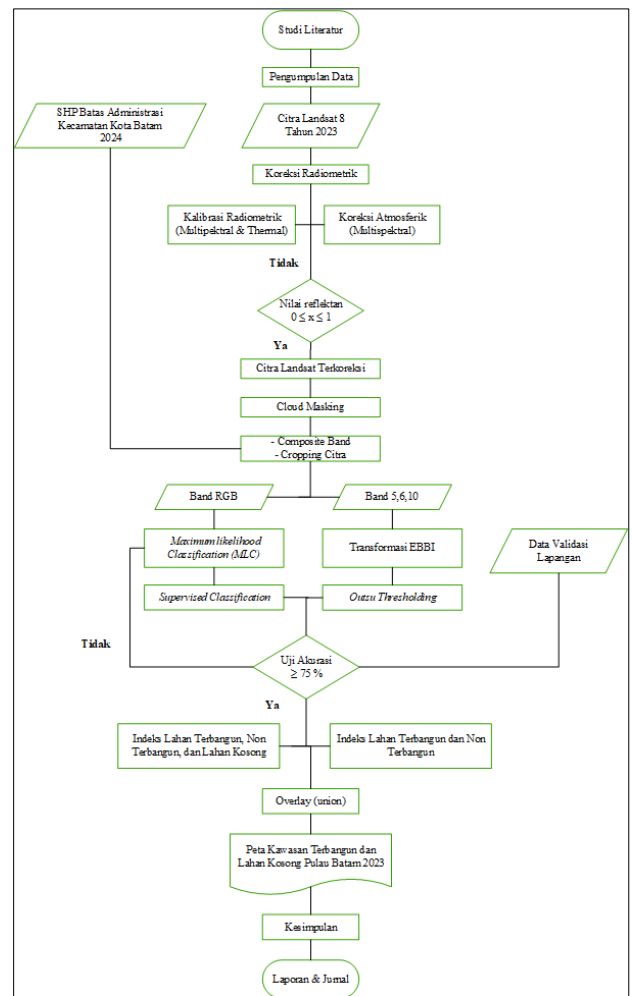 Studi Literatur
Pengumpulan Data
SHP Batas Administrasi
Kecamatan Kota Batam
2024
Citra Landsat 8
Tahun 2023
Koreksi Radiometrik
Kalibrasi Radiometrik
(Multipektral & Thermal)
Koreksi Atmosferik
(Multispektral)
Tidak
Nilai reflektan
0 ≤ x ≤ 1
Ya
Citra Landsat Terkoreksi
Cloud Masking
- Composite Band
- Cropping Citra
Band RGB
Band 5,6,10
Maximum likelihood
Classification (MLC)
Transformasi EBBI
Data Validasi
Lapangan
Supervised Classification
Outsu Thresholding
Tidak
Uji Akurasi
≥ 75 %
Ya
Indeks Lahan Terbangun, Non
Terbangun, dan Lahan Kosong
Indeks Lahan Terbangun dan Non
Terbangun
Overlay (union)
Peta Kawasan Terbangun dan
Lahan Kosong Pulau Batam 2023
Kesimpulan
Laporan & Jurnal